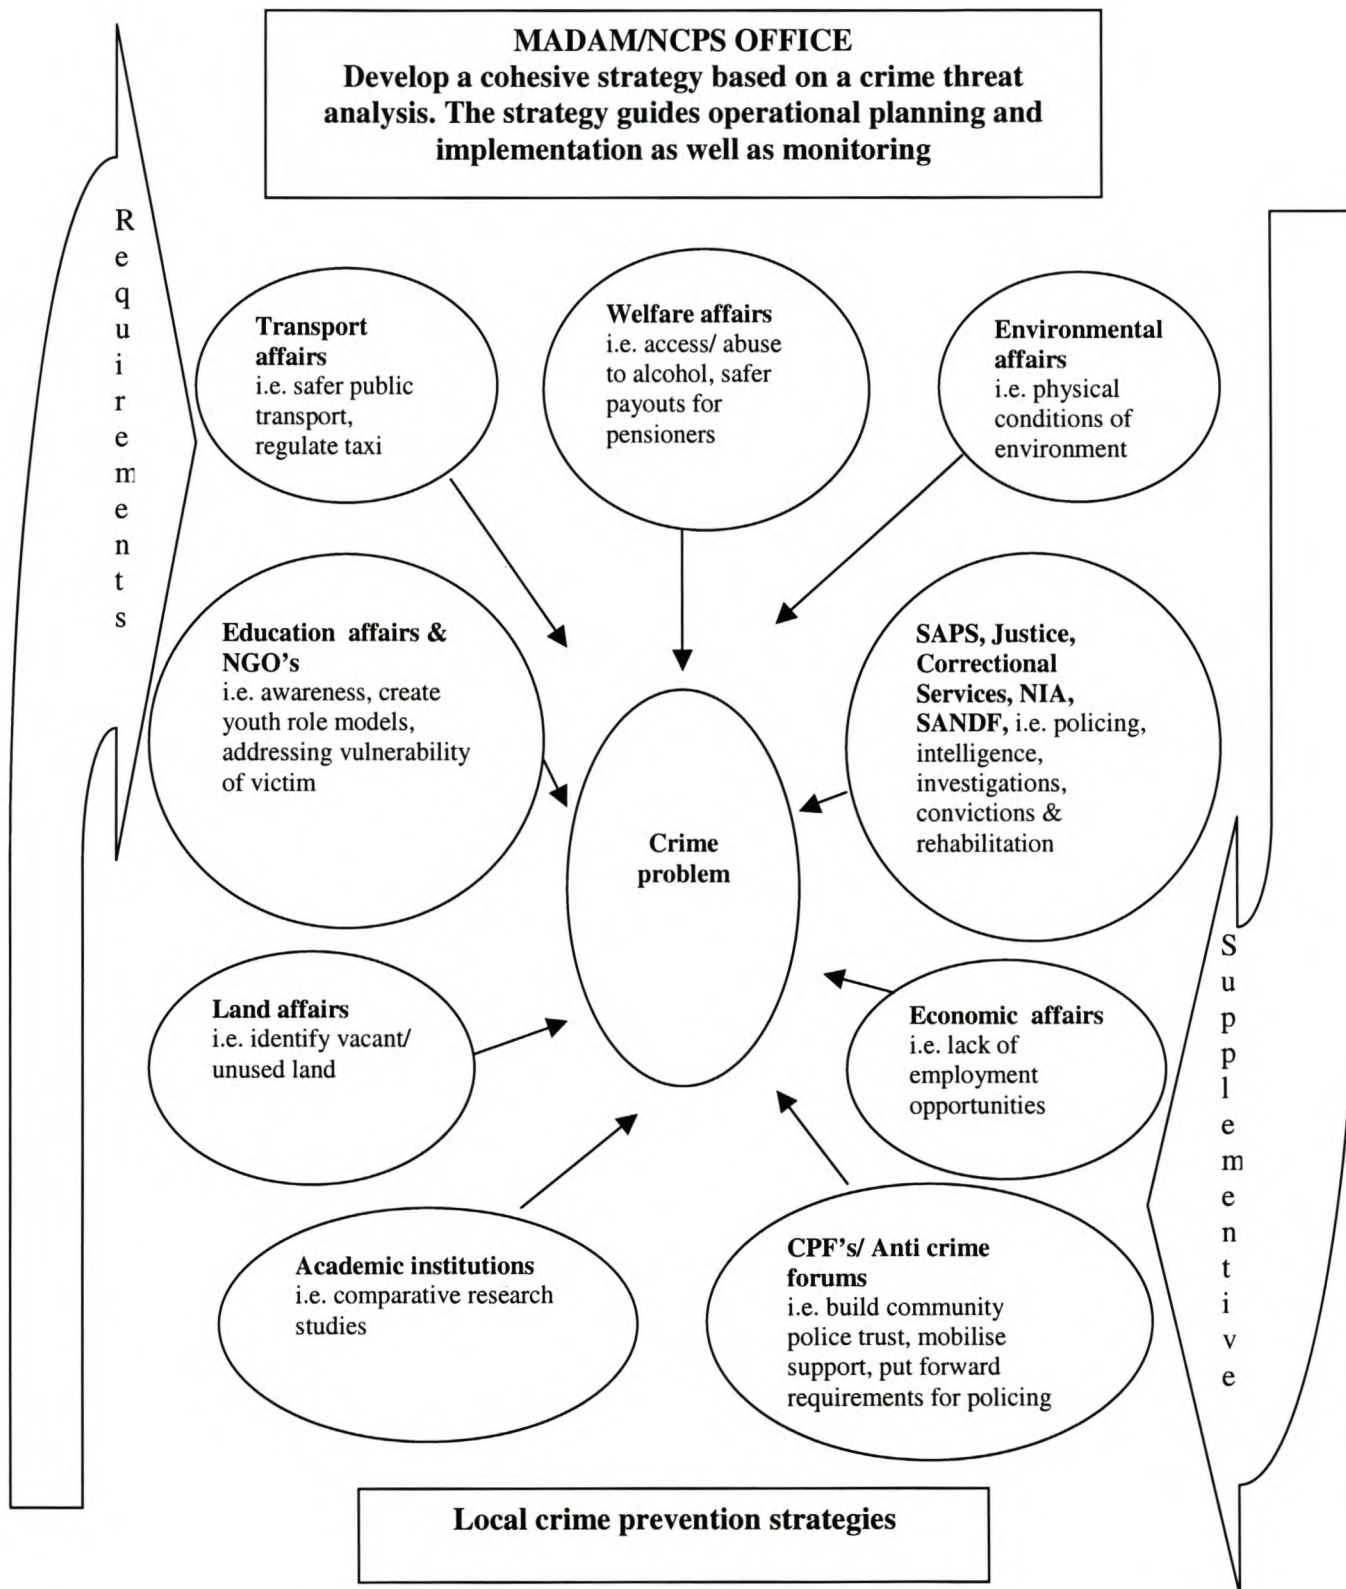 MADAM/NCPS OFFICE
Develop a cohesive strategy based on a crime threat
analysis. The strategy guides operational planning and
implementation as well as monitoring
Requirements
Transport
affairs
i.e. safer public
transport,
regulate taxi
Welfare affairs
i.e. access/ abuse
to alcohol, safer
payouts for
pensioners
Environmental
affairs
i.e. physical
conditions of
environment
Education affairs &
NGO's
i.e. awareness, create
youth role models,
addressing vulnerability
of victim
SAPS, Justice,
Correctional
Services, NIA,
SANDF, i.e. policing,
intelligence,
investigations,
convictions &
rehabilitation
Crime
problem
Land affairs
i.e. identify vacant/
unused land
Economic affairs
i.e. lack of
employment
opportunities
Supplementive
Academic institutions
i.e. comparative research
studies
CPF's/ Anti crime
forums
i.e. build community
police trust, mobilise
support, put forward
requirements for policing
Local crime prevention strategies